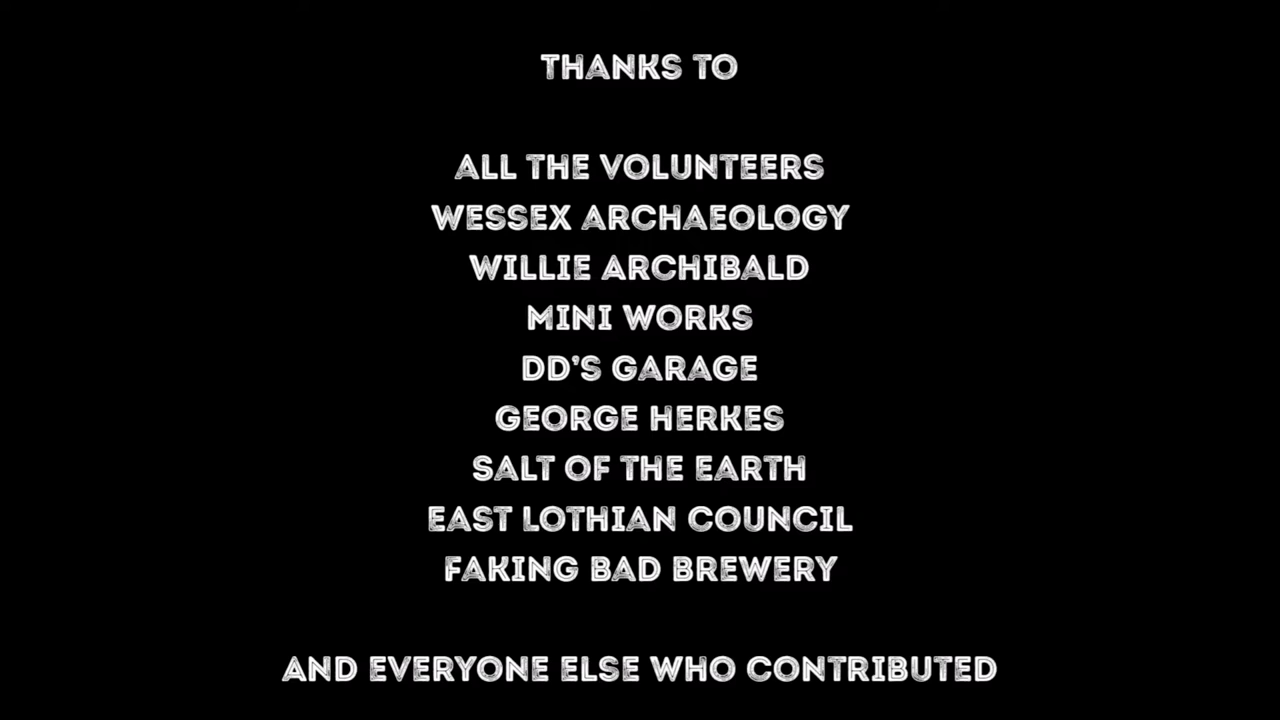 THANKS TO
ALL THE VOLUNTEERS
WESSEX ARCHAEOLOGY
WILLIE ARCHIBALD
MINI WORKS
DD'S GARAGE
GEORGE HERKES
SALT OF THE EARTH
EAST LOTHIAN COUNCIL
FAKING BAD BREWERY
AND EVERYONE ELSE WHO CONTRIBUTED